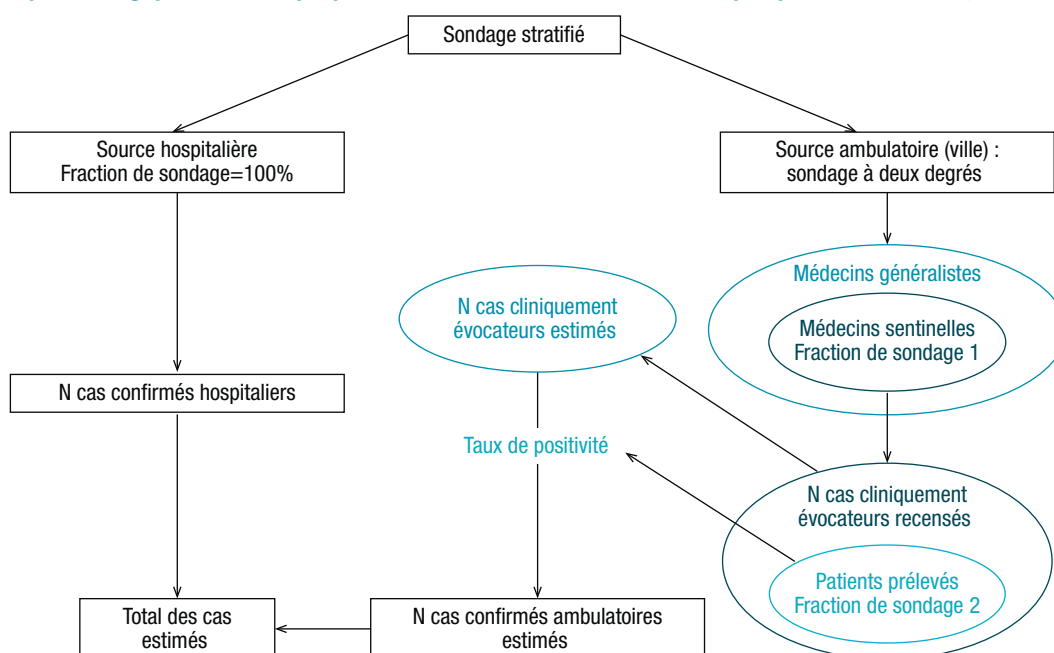 Sondage stratifié
Source hospitalière
Fraction de sondage=100%
Source ambulatoire (ville) :
sondage à deux degrés
Médecins généralistes
Médecins sentinelles
Fraction de sondage 1
N cas cliniquement
évocateurs estimés
N cas confirmés hospitaliers
Taux de positivité
N cas cliniquement
évocateurs recensés
Patients prélevés
Fraction de sondage 2
Total des cas
estimés
N cas confirmés ambulatoires
estimés